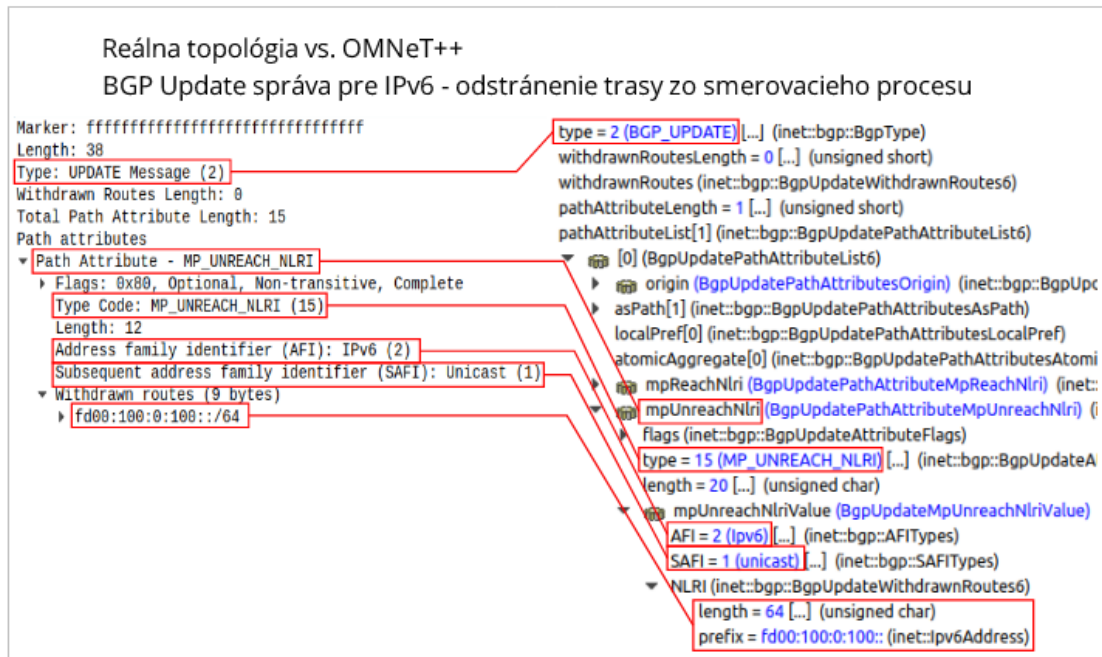 Reálna topológia vs. OMNeT++
BGP Update správa pre IPv6 - odstránenie trasy zo smerovacieho procesu
Marker: ffffffffffffffffffffffffffffffff
Length: 38
Type: UPDATE Message (2)
Withdrawn Routes Length: 0
Total Path Attribute Length: 15
Path attributes
Path Attribute - MP_UNREACH_NLRI
Flags: 0x80, Optional, Non-transitive, Complete
Type Code: MP_UNREACH_NLRI (15)
Length: 12
Address family identifier (AFI): IPv6 (2)
Subsequent address family identifier (SAFI): Unicast (1)
Withdrawn routes (9 bytes)
fd00:100:0:100::/64
type = 2 (BGP_UPDATE) [...] (inet::bgp::BgpType)
withdrawnRoutesLength = 0 [...] (unsigned short)
withdrawnRoutes (inet::bgp::BgpUpdateWithdrawnRoutes6)
pathAttributeLength = 1 [...] (unsigned short)
pathAttributeList[1] (inet::bgp::BgpUpdatePathAttributeList6)
[0] (BgpUpdatePathAttributeList6)
origin (BgpUpdatePathAttributesOrigin) (inet::bgp::BgpUpd
asPath[1] (inet::bgp::BgpUpdatePathAttributesAsPath)
localPref[0] (inet::bgp::BgpUpdatePathAttributesLocalPref)
atomicAggregate[0] (inet::bgp::BgpUpdatePathAttributesAtomi
mpReachNlri (BgpUpdatePathAttributeMpReachNlri) (inet:
mpUnreachNlri (BgpUpdatePathAttributeMpUnreachNlri) (i
flags (inet::bgp::BgpUpdateAttributeFlags)
type = 15 (MP_UNREACH_NLRI) [...] (inet::bgp::BgpUpdateA
length = 20 [...] (unsigned char)
mpUnreachNlriValue (BgpUpdateMpUnreachNlriValue)
AFI = 2 (Ipv6) [...] (inet::bgp::AFITypes)
SAFI = 1 (unicast) [...] (inet::bgp::SAFITypes)
NLRI (inet::bgp::BgpUpdateWithdrawnRoutes6)
length = 64 [...] (unsigned char)
prefix = fd00:100:0:100:: (inet::Ipv6Address)